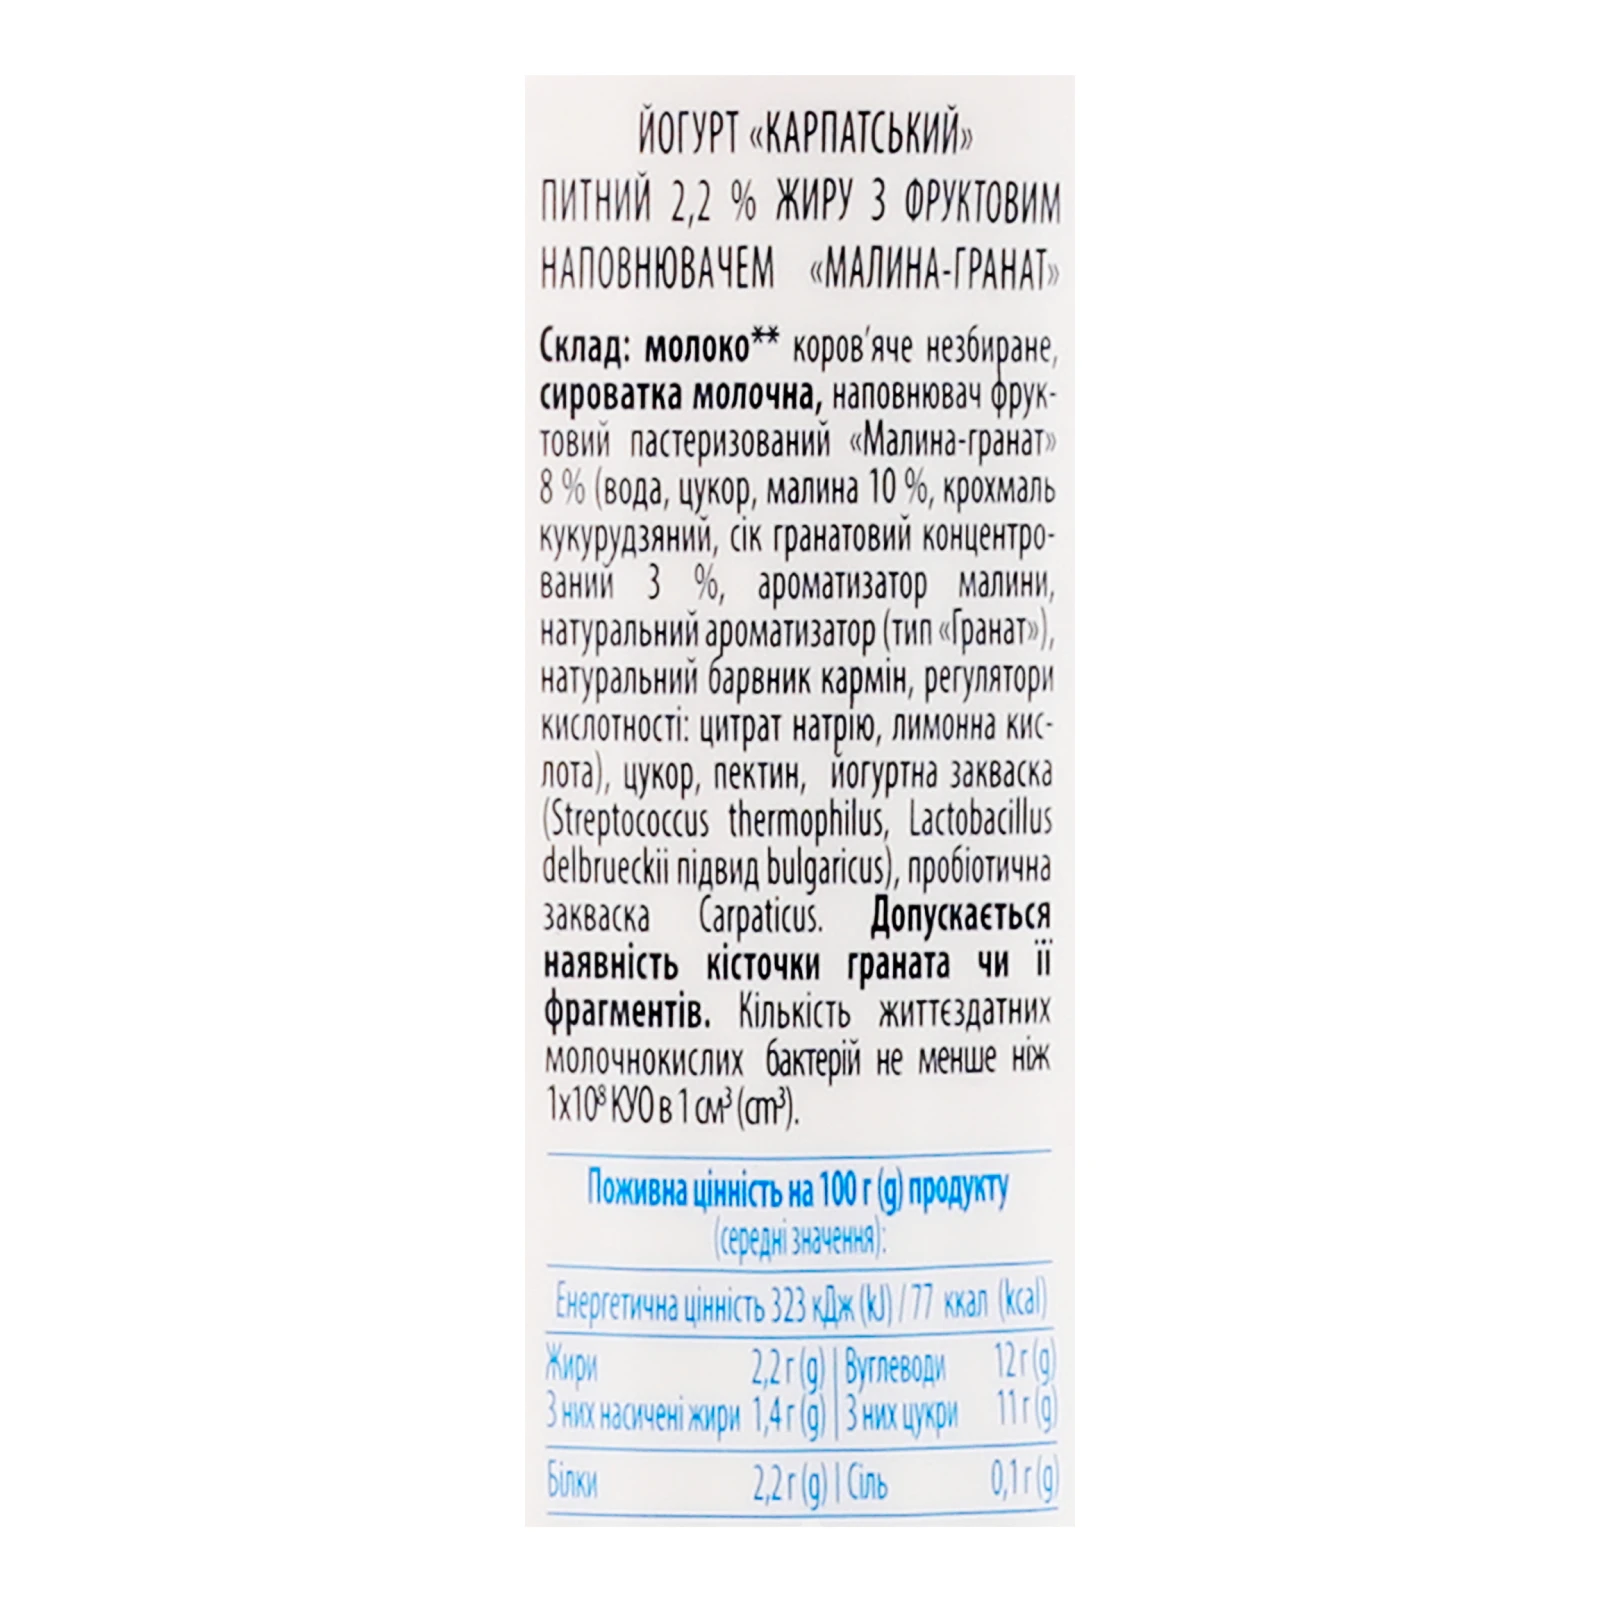 ЙОГУРТ «КАРПАТСЬКИЙ»
ПИТНИЙ 2,2 % ЖИРУ З ФРУКТОВИМ
НАПОВНЮВАЧЕМ «МАЛИНА-ГРАНАТ»
Склад: молоко** коров’яче незбиране,
сироватка молочна, наповнювач фрук-
товий пастеризований «Малина-гранат»
8 % (вода, цукор, малина 10 %, крохмаль
кукурудзяний, сік гранатовий концентро-
ваний 3 %, ароматизатор малини,
натуральний ароматизатор (тип «Гранат»),
натуральний барвник кармін, регулятори
кислотності: цитрат натрію, лимонна кис-
лота), цукор, пектин, йогуртна закваска
(Streptococcus thermophilus, Lactobacillus
delbrueckii підвид bulgaricus), пробіотична
закваска Carpaticus. Допускається
наявність кісточки граната чи її
фрагментів. Кількість життєздатних
молочнокислих бактерій не менше ніж
1х10⁸ КУО в 1 см³ (cm³).
Поживна цінність на 100 г (g) продукту
(середні значення):
Енергетична цінність 323 кДж (kJ) / 77 ккал (kcal)
Жири 2,2 г (g) | Вуглеводи 12 г (g)
З них насичені жири 1,4 г (g) | З них цукри 11 г (g)
Білки 2,2 г (g) | Сіль 0,1 г (g)